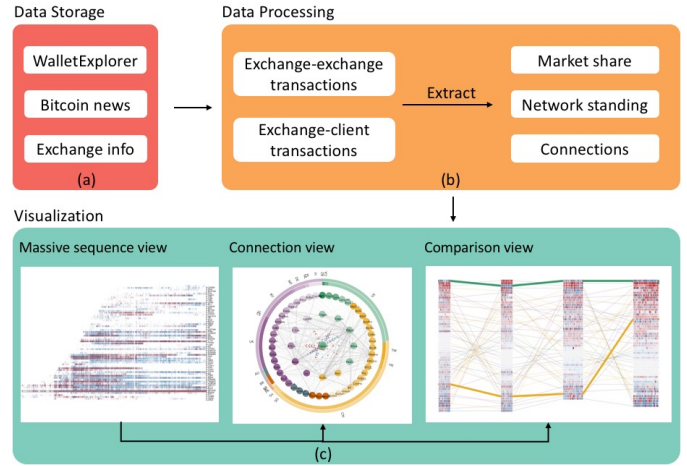 Data Storage
Data Processing
WalletExplorer
Bitcoin news
Exchange info
(a)
Exchange-exchange
transactions
Exchange-client
transactions
Extract
Market share
Network standing
Connections
(b)
Visualization
Massive sequence view
Connection view
Comparison view
(c)